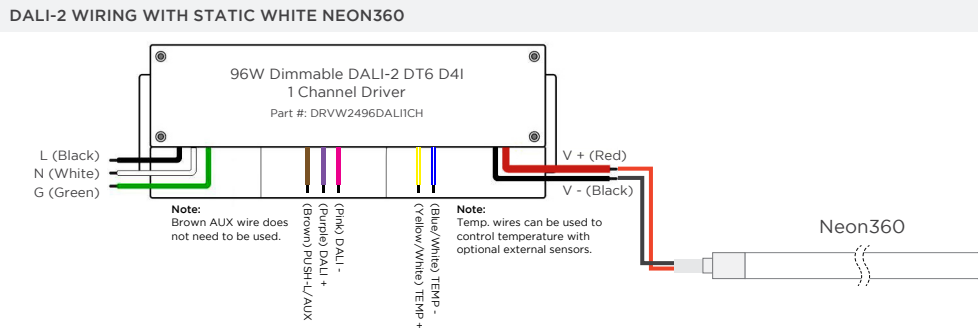 DALI-2 WIRING WITH STATIC WHITE NEON360
96W Dimmable DALI-2 DT6 D4I
1 Channel Driver
Part #: DRVW2496DALI1CH
L (Black)
N (White)
G (Green)
V + (Red)
V - (Black)
Note:
Brown AUX wire does
not need to be used.
(Brown) PUSH-L/AUX
(Purple) DALI +
(Pink) DALI -
(Yellow/White) TEMP +
(Blue/White) TEMP -
Note:
Temp. wires can be used to
control temperature with
optional external sensors.
Neon360